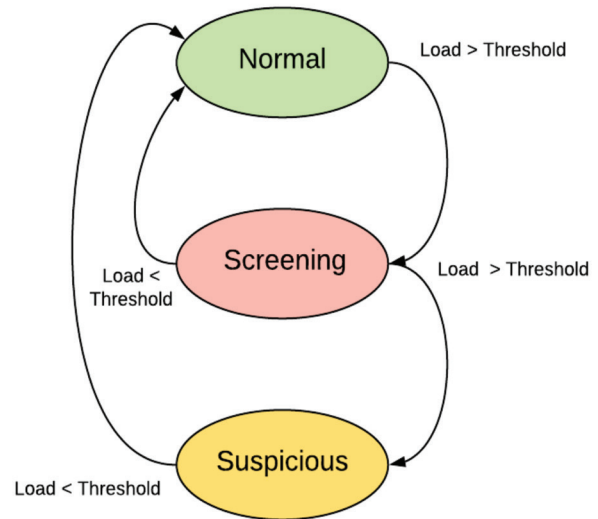 Normal
Load > Threshold
Screening
Load <
Threshold
Load  > Threshold
Suspicious
Load < Threshold